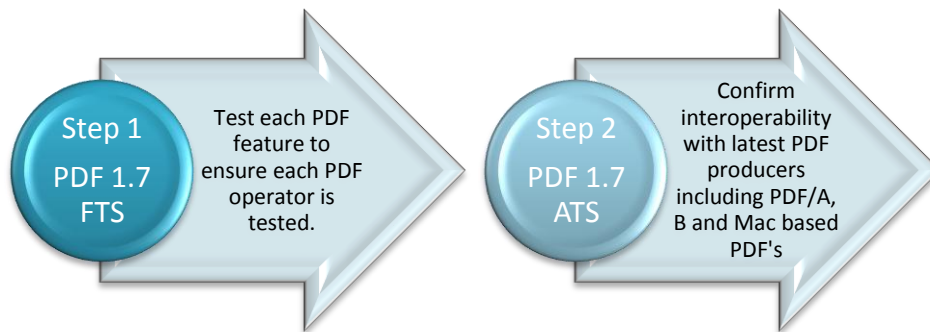 Step 1
PDF 1.7
FTS
Test each PDF
feature to
ensure each PDF
operator is
tested.
Step 2
PDF 1.7
ATS
Confirm
interoperability
with latest PDF
producers
including PDF/A,
B and Mac based
PDF's